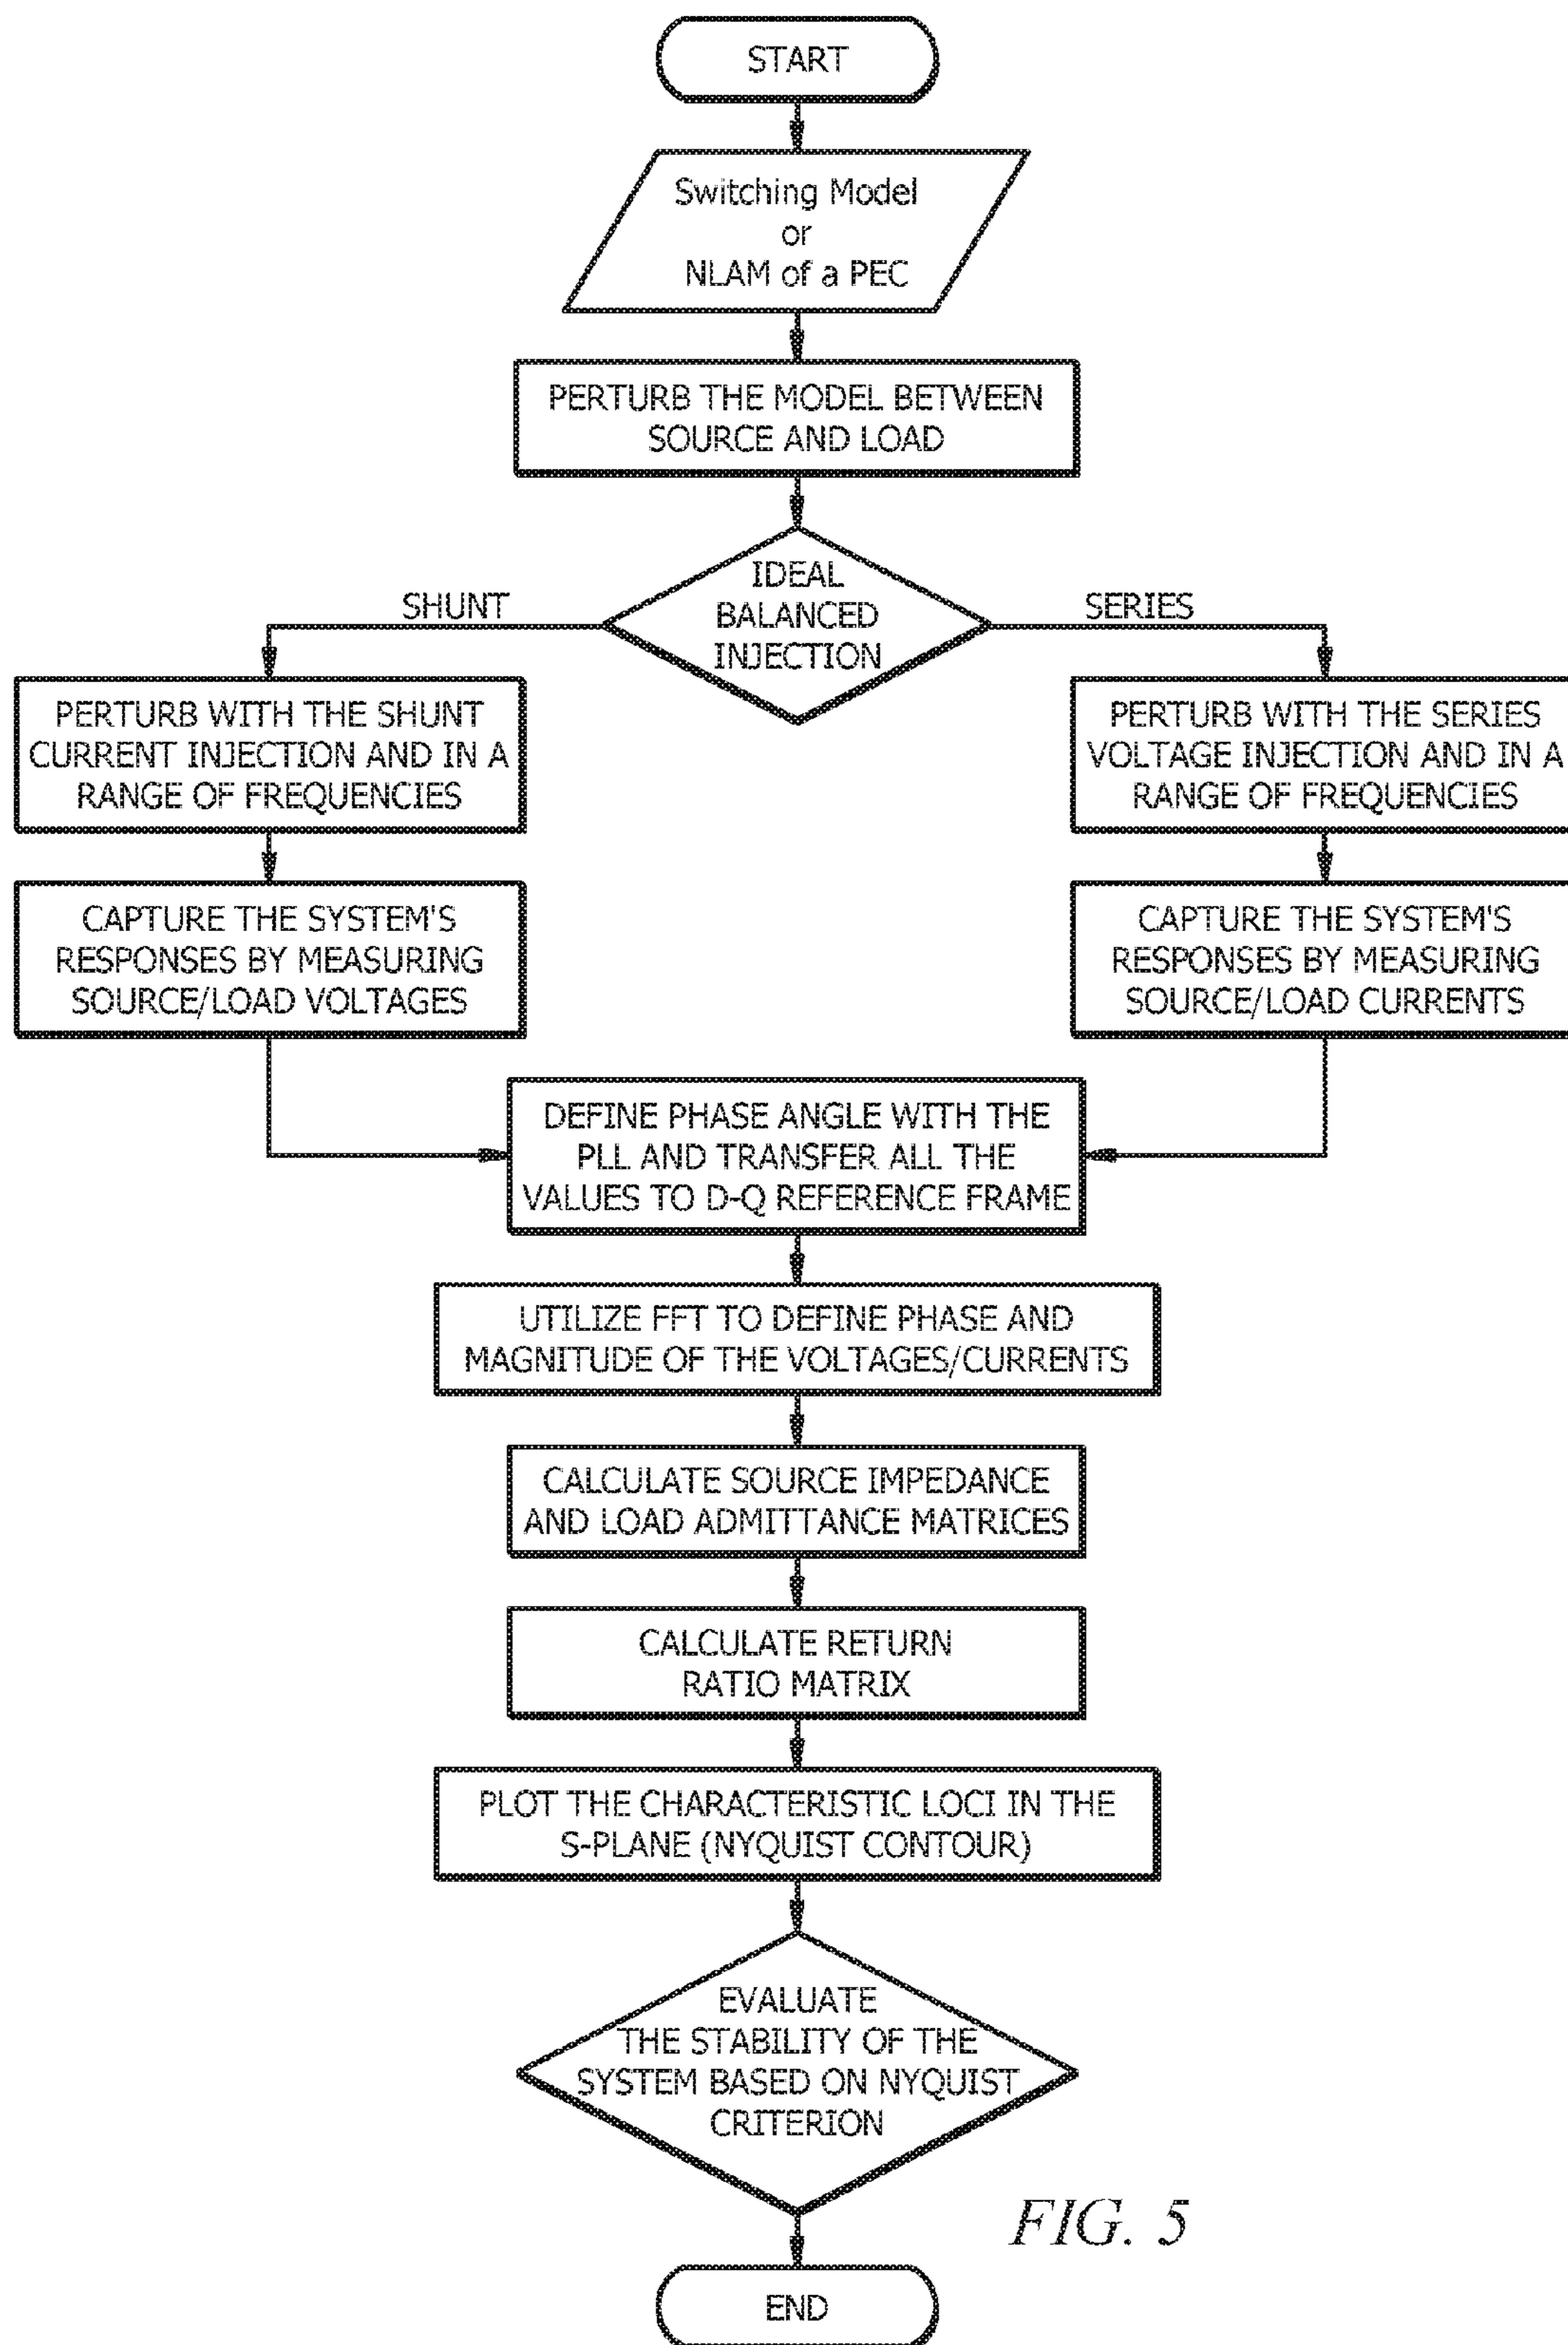 START
Switching Model
or
NLAM of a PEC
PERTURB THE MODEL BETWEEN
SOURCE AND LOAD
IDEAL
BALANCED
INJECTION
SHUNT
SERIES
PERTURB WITH THE SHUNT
CURRENT INJECTION AND IN A
RANGE OF FREQUENCIES
PERTURB WITH THE SERIES
VOLTAGE INJECTION AND IN A
RANGE OF FREQUENCIES
CAPTURE THE SYSTEM'S
RESPONSES BY MEASURING
SOURCE/LOAD VOLTAGES
CAPTURE THE SYSTEM'S
RESPONSES BY MEASURING
SOURCE/LOAD CURRENTS
DEFINE PHASE ANGLE WITH THE
PLL AND TRANSFER ALL THE
VALUES TO D-Q REFERENCE FRAME
UTILIZE FFT TO DEFINE PHASE AND
MAGNITUDE OF THE VOLTAGES/CURRENTS
CALCULATE SOURCE IMPEDANCE
AND LOAD ADMITTANCE MATRICES
CALCULATE RETURN
RATIO MATRIX
PLOT THE CHARACTERISTIC LOCI IN THE
S-PLANE (NYQUIST CONTOUR)
EVALUATE
THE STABILITY OF THE
SYSTEM BASED ON NYQUIST
CRITERION
FIG. 5
END